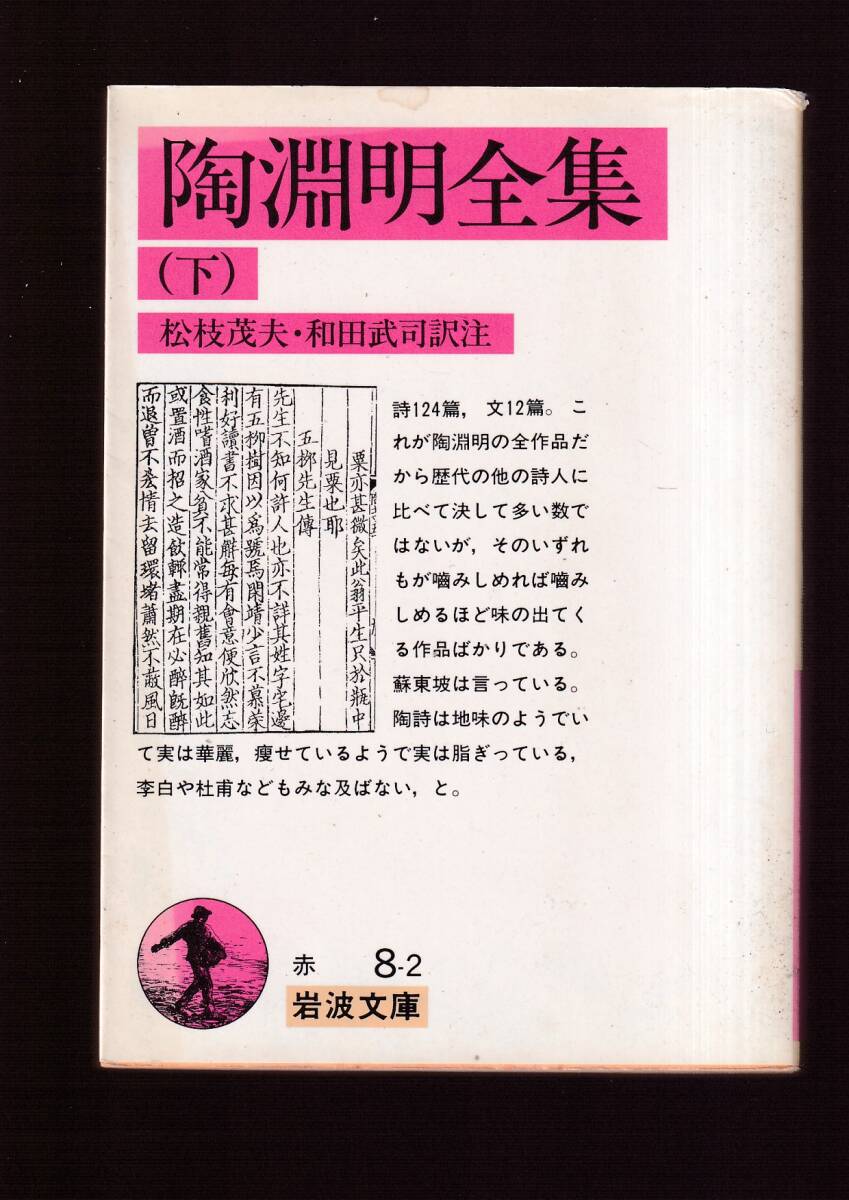 陶淵明全集
(下)
松枝茂夫・和田武司訳注
粟亦甚微矣此翁平生只於瓶中
見粟也耶
五栁先生傳
先生不知何許人也亦不詳其姓字宅邊
有五栁樹因以爲號焉閑靖少言不慕榮
利好讀書不求甚解每有會意便欣然忘
食性嗜酒家貧不能常得親舊知其如此
或置酒而招之造飲輒盡期在必醉旣醉
而退曽不吝情去留環堵蕭然不蔽風日
詩124篇，文12篇。こ
れが陶淵明の全作品だ
から歴代の他の詩人に
比べて決して多い数で
はないが，そのいずれ
もが嚙みしめれば嚙み
しめるほど味の出てく
る作品ばかりである。
蘇東坡は言っている。
陶詩は地味のようでい
て実は華麗，瘦せているようで実は脂ぎっている，
李白や杜甫などもみな及ばない，と。
赤 8-2
岩波文庫